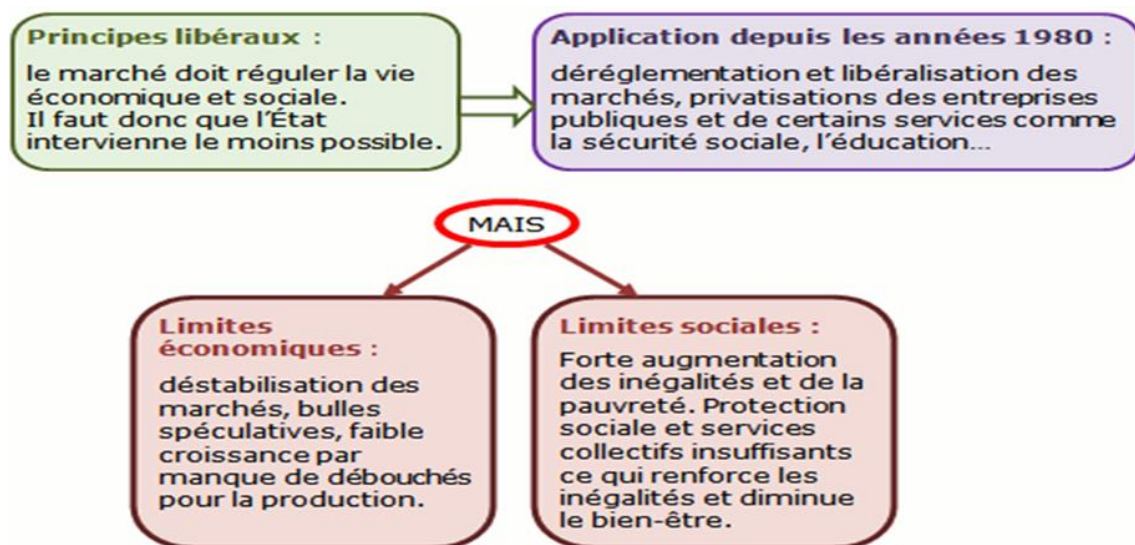 Principes libéraux :
le marché doit réguler la vie
économique et sociale.
Il faut donc que l'État
intervienne le moins possible.
Application depuis les années 1980 :
déréglementation et libéralisation des
marchés, privatisations des entreprises
publiques et de certains services comme
la sécurité sociale, l'éducation...
MAIS
Limites
économiques :
déstabilisation des
marchés, bulles
spéculatives, faible
croissance par
manque de débouchés
pour la production.
Limites sociales :
Forte augmentation
des inégalités et de la
pauvreté. Protection
sociale et services
collectifs insuffisants
ce qui renforce les
inégalités et diminue
le bien-être.